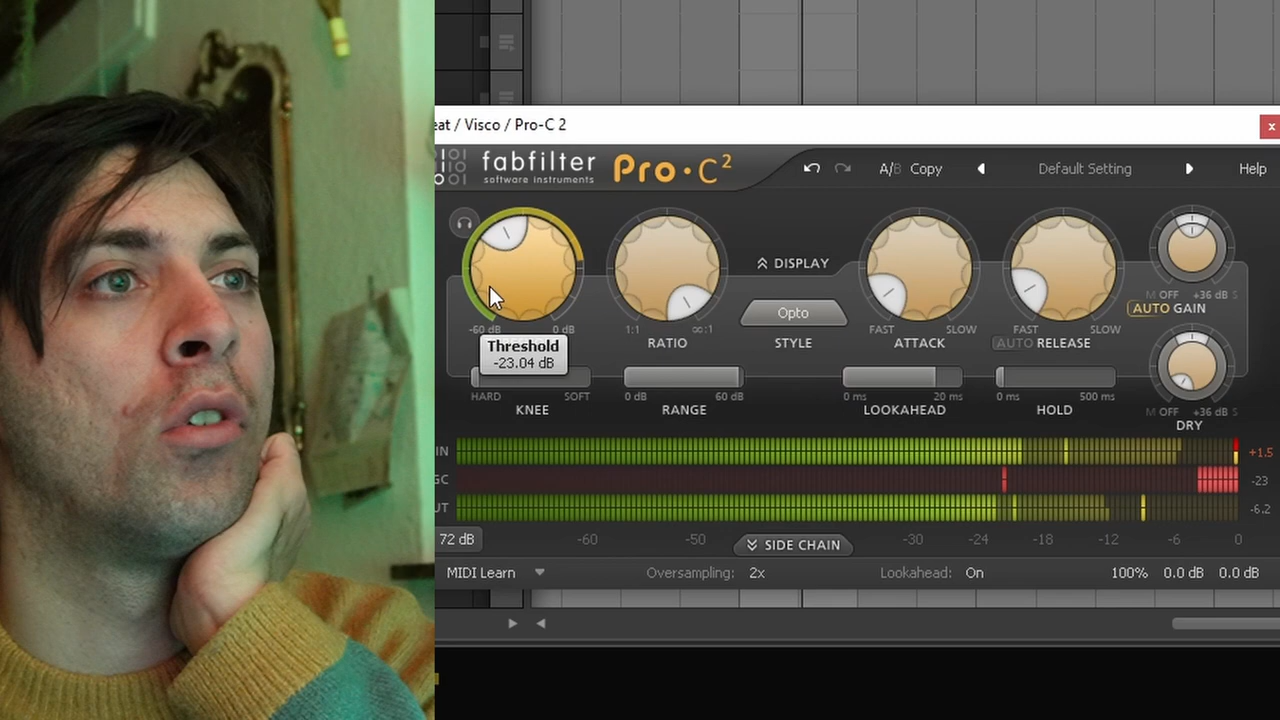 eat / Visco / Pro-C 2
x
fabfilter
software instruments
Pro·C²
A/B Copy
Default Setting
Help
-60 dB 0 dB
Threshold
-23.04 dB
1:1 ∞:1
RATIO
DISPLAY
Opto
STYLE
FAST SLOW
ATTACK
FAST SLOW
AUTO RELEASE
M OFF +36 dB S
AUTO GAIN
HARD SOFT
KNEE
0 dB 60 dB
RANGE
0 ms 20 ms
LOOKAHEAD
0 ms 500 ms
HOLD
M OFF +36 dB S
DRY
IN +1.5
GC -23
UT -6.2
72 dB -60 -50 SIDE CHAIN -30 -24 -18 -12 -6 0
MIDI Learn Oversampling: 2x Lookahead: On 100% 0.0 dB 0.0 dB